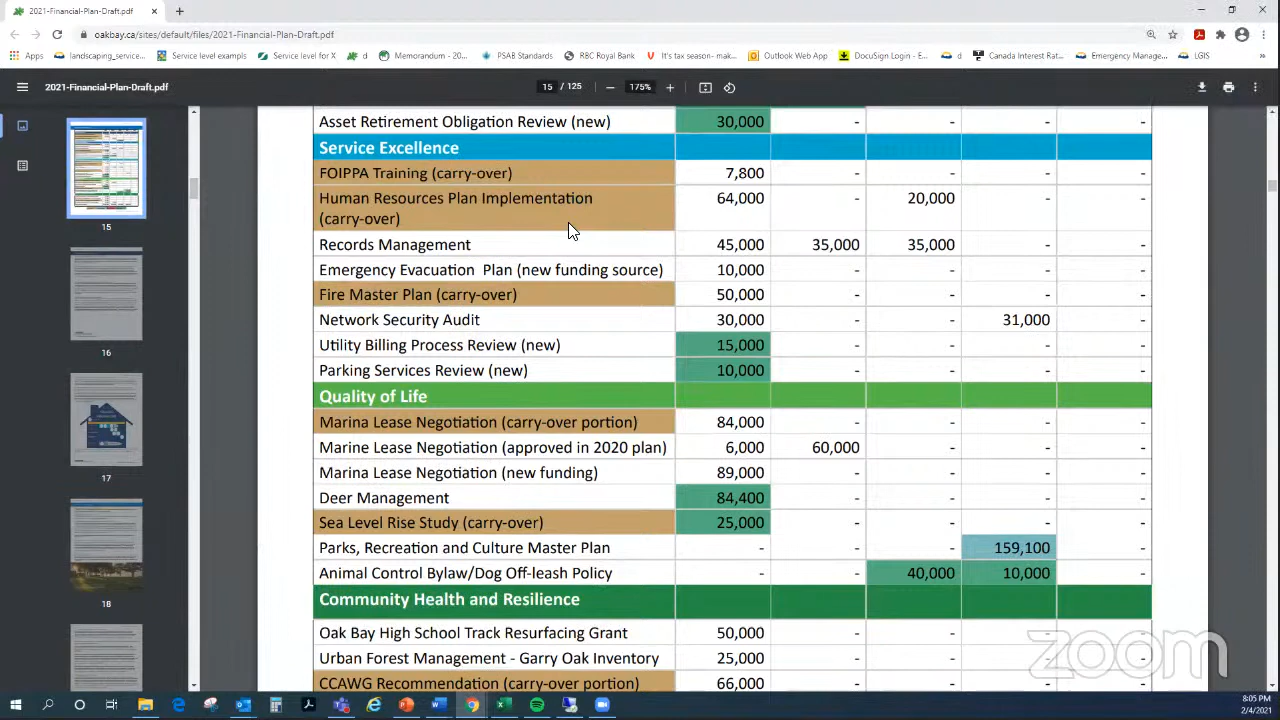 2021-Financial-Plan-Draft.pdf
oakbay.ca/sites/default/files/2021-Financial-Plan-Draft.pdf
Apps landscaping_service... Service level examples Service level for X d Memorandum - 20... PSAB Standards RBC Royal Bank It's tax season- ma... Outlook Web App DocuSign Login - E... d Canada Interest Rat... Emergency Manage... LGIS
2021-Financial-Plan-Draft.pdf 15 / 125 175%
Asset Retirement Obligation Review (new) 30,000 - - - -
Service Excellence
FOIPPA Training (carry-over) 7,800 - - - -
Human Resources Plan Implementation 64,000 - 20,000 - -
(carry-over)
Records Management 45,000 35,000 35,000 - -
Emergency Evacuation Plan (new funding source) 10,000 - - - -
Fire Master Plan (carry-over) 50,000 - - - -
Network Security Audit 30,000 - - 31,000 -
Utility Billing Process Review (new) 15,000 - - - -
Parking Services Review (new) 10,000 - - - -
Quality of Life
Marina Lease Negotiation (carry-over portion) 84,000 - - - -
Marine Lease Negotiation (approved in 2020 plan) 6,000 60,000 - - -
Marina Lease Negotiation (new funding) 89,000 - - - -
Deer Management 84,400 - - - -
Sea Level Rise Study (carry-over) 25,000 - - - -
Parks, Recreation and Culture Master Plan - - - 159,100 -
Animal Control Bylaw/Dog Off-leash Policy - - 40,000 10,000 -
Community Health and Resilience
Oak Bay High School Track Resurfacing Grant 50,000 - - - -
Urban Forest Management - Garry Oak Inventory 25,000 - - - -
CCAWG Recommendation (carry-over portion) 66,000 - - - -
15
16
17
18
zoom
8:05 PM
2/4/2021